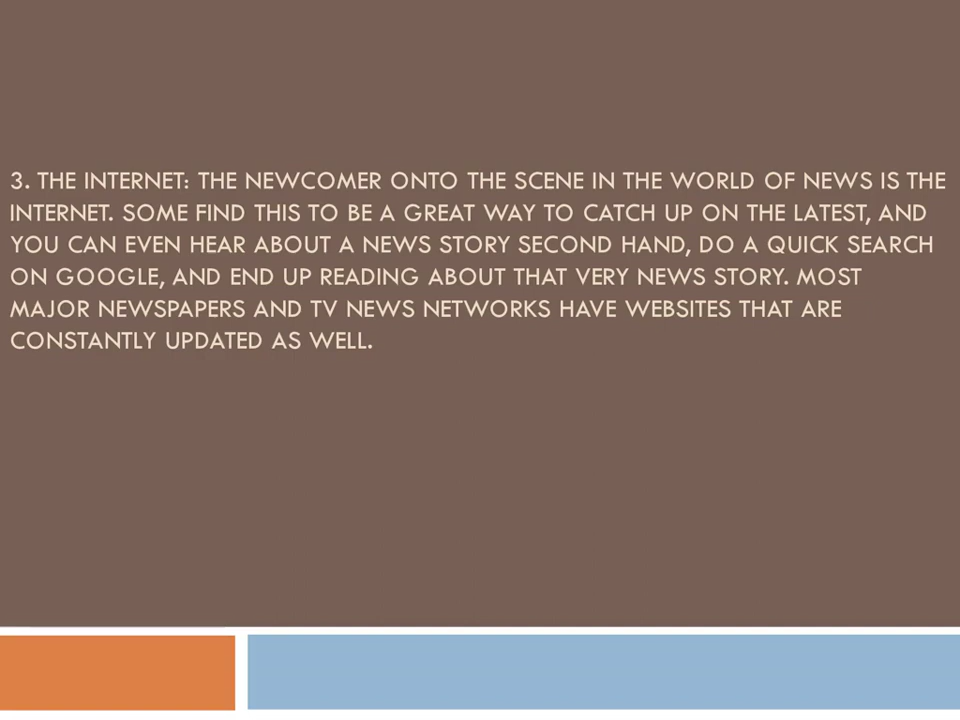 3. THE INTERNET: THE NEWCOMER ONTO THE SCENE IN THE WORLD OF NEWS IS THE
INTERNET. SOME FIND THIS TO BE A GREAT WAY TO CATCH UP ON THE LATEST, AND
YOU CAN EVEN HEAR ABOUT A NEWS STORY SECOND HAND, DO A QUICK SEARCH
ON GOOGLE, AND END UP READING ABOUT THAT VERY NEWS STORY. MOST
MAJOR NEWSPAPERS AND TV NEWS NETWORKS HAVE WEBSITES THAT ARE
CONSTANTLY UPDATED AS WELL.